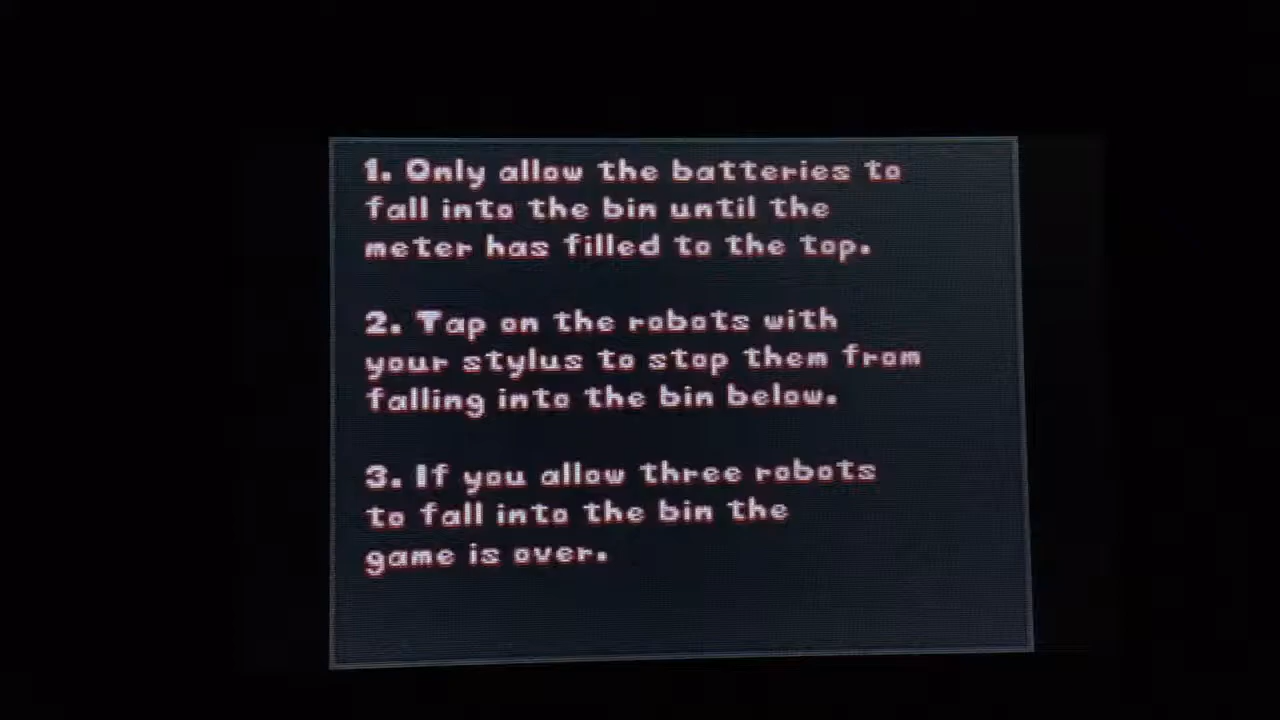 1. Only allow the batteries to
fall into the bin until the
meter has filled to the top.
2. Tap on the robots with
your stylus to stop them from
falling into the bin below.
3. If you allow three robots
to fall into the bin the
game is over.